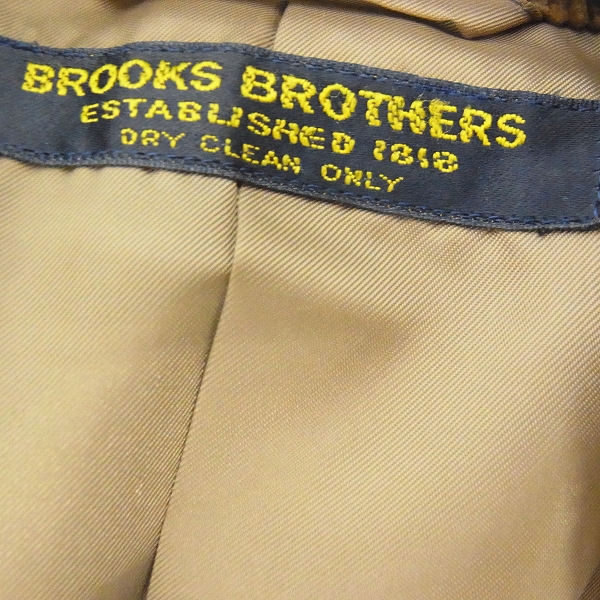 BROOKS BROTHERS
ESTABLISHED 1818
DRY CLEAN ONLY